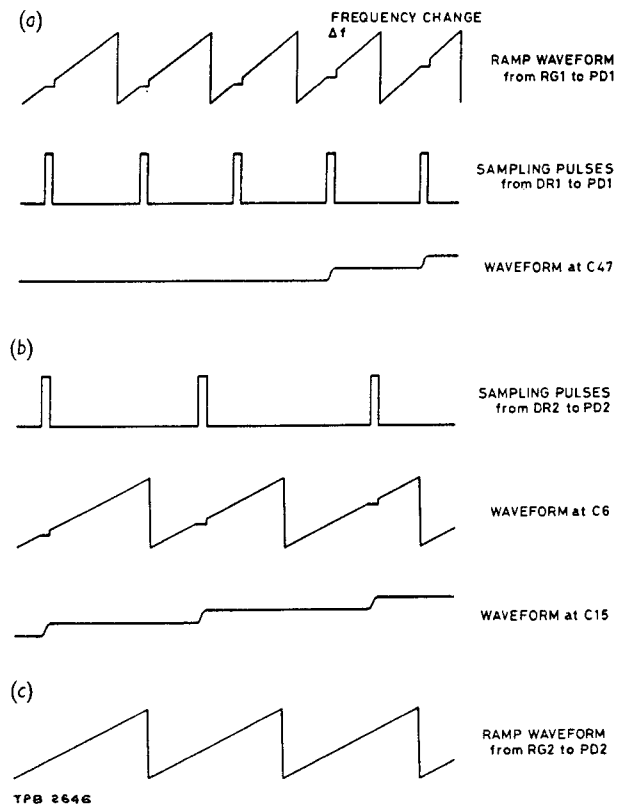 (a)
FREQUENCY CHANGE
Δf
RAMP WAVEFORM
from RG1 to PD1
SAMPLING PULSES
from DR1 to PD1
WAVEFORM at C47
(b)
SAMPLING PULSES
from DR2 to PD2
WAVEFORM at C6
WAVEFORM at C15
(c)
RAMP WAVEFORM
from RG2 to PD2
TPB 2646